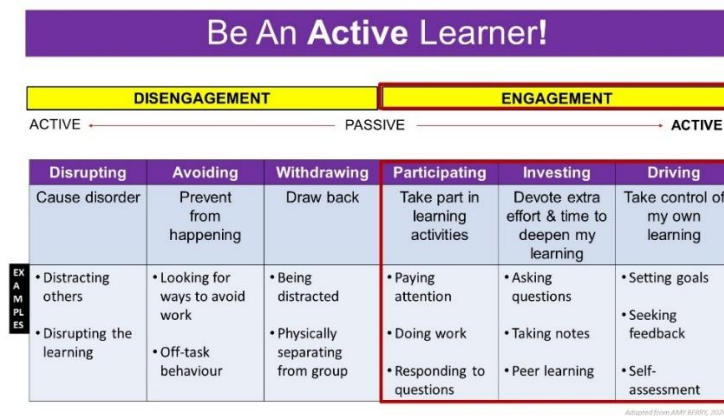 Be An Active Learner!
DISENGAGEMENT ENGAGEMENT
ACTIVE PASSIVE ACTIVE
Disrupting Avoiding Withdrawing Participating Investing Driving
Cause disorder
Prevent
from
happening
Draw back
Take part in
learning
activities
Devote extra
effort & time to
deepen my
learning
Take control of
my own
learning
EX
A
M
PL
ES
• Distracting
others
• Disrupting the
learning
• Looking for
ways to avoid
work
• Off-task
behaviour
• Being
distracted
• Physically
separating
from group
• Paying
attention
• Doing work
• Responding to
questions
• Asking
questions
• Taking notes
• Peer learning
• Setting goals
• Seeking
feedback
• Self-
assessment
Adapted from AMY BERRY,